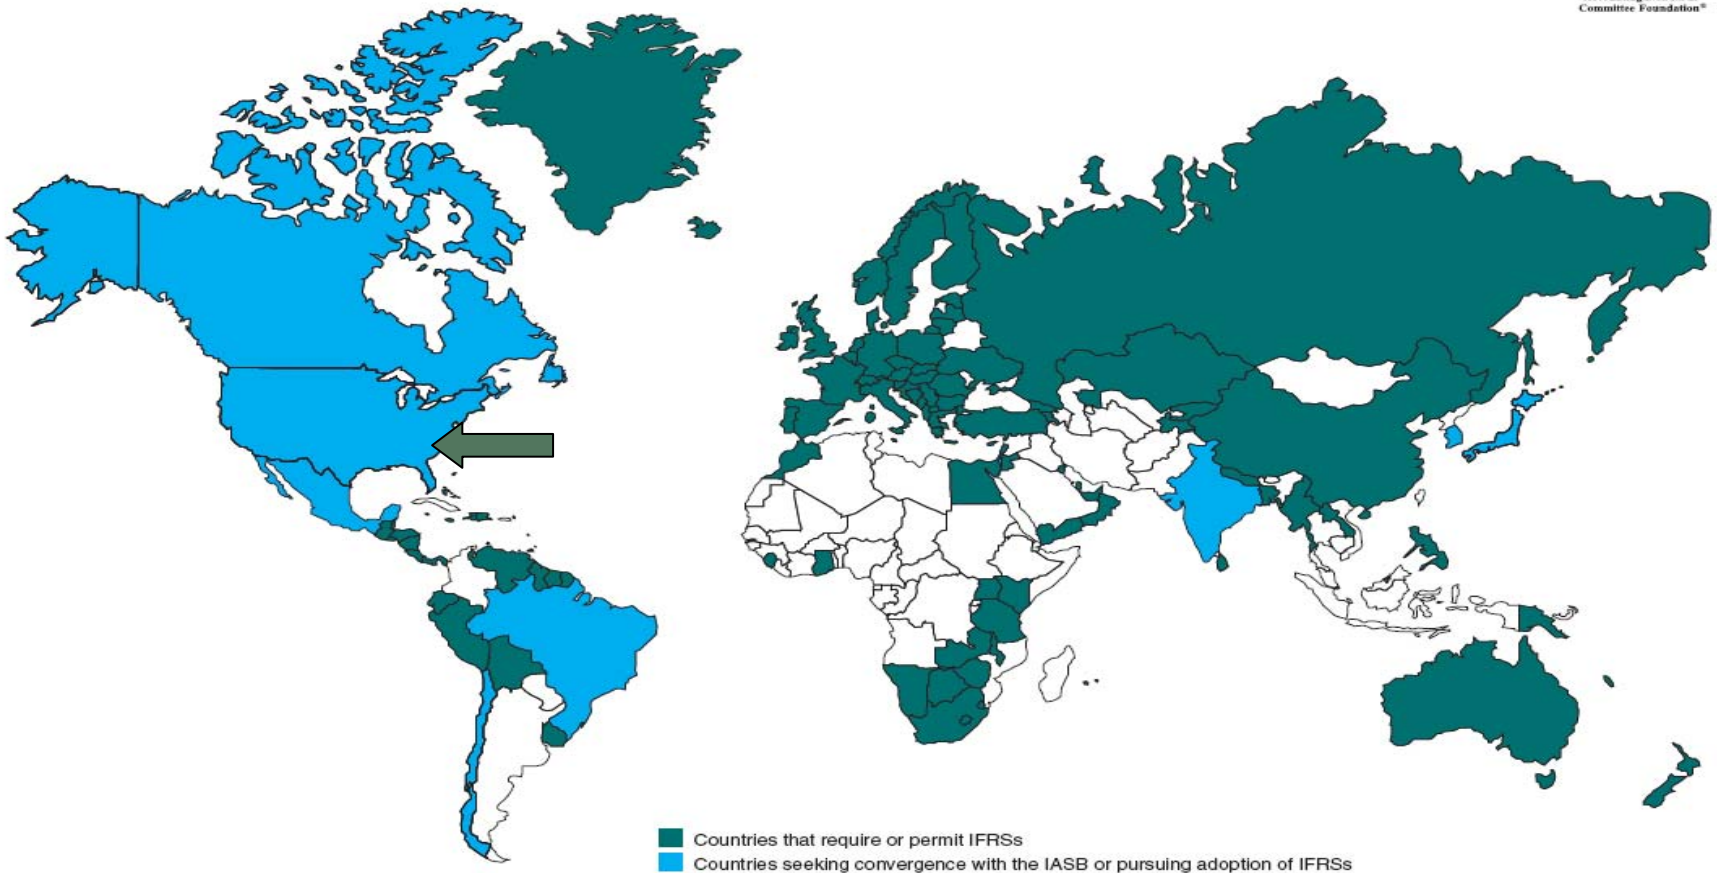 Committee Foundation®
Countries that require or permit IFRSs
Countries seeking convergence with the IASB or pursuing adoption of IFRSs